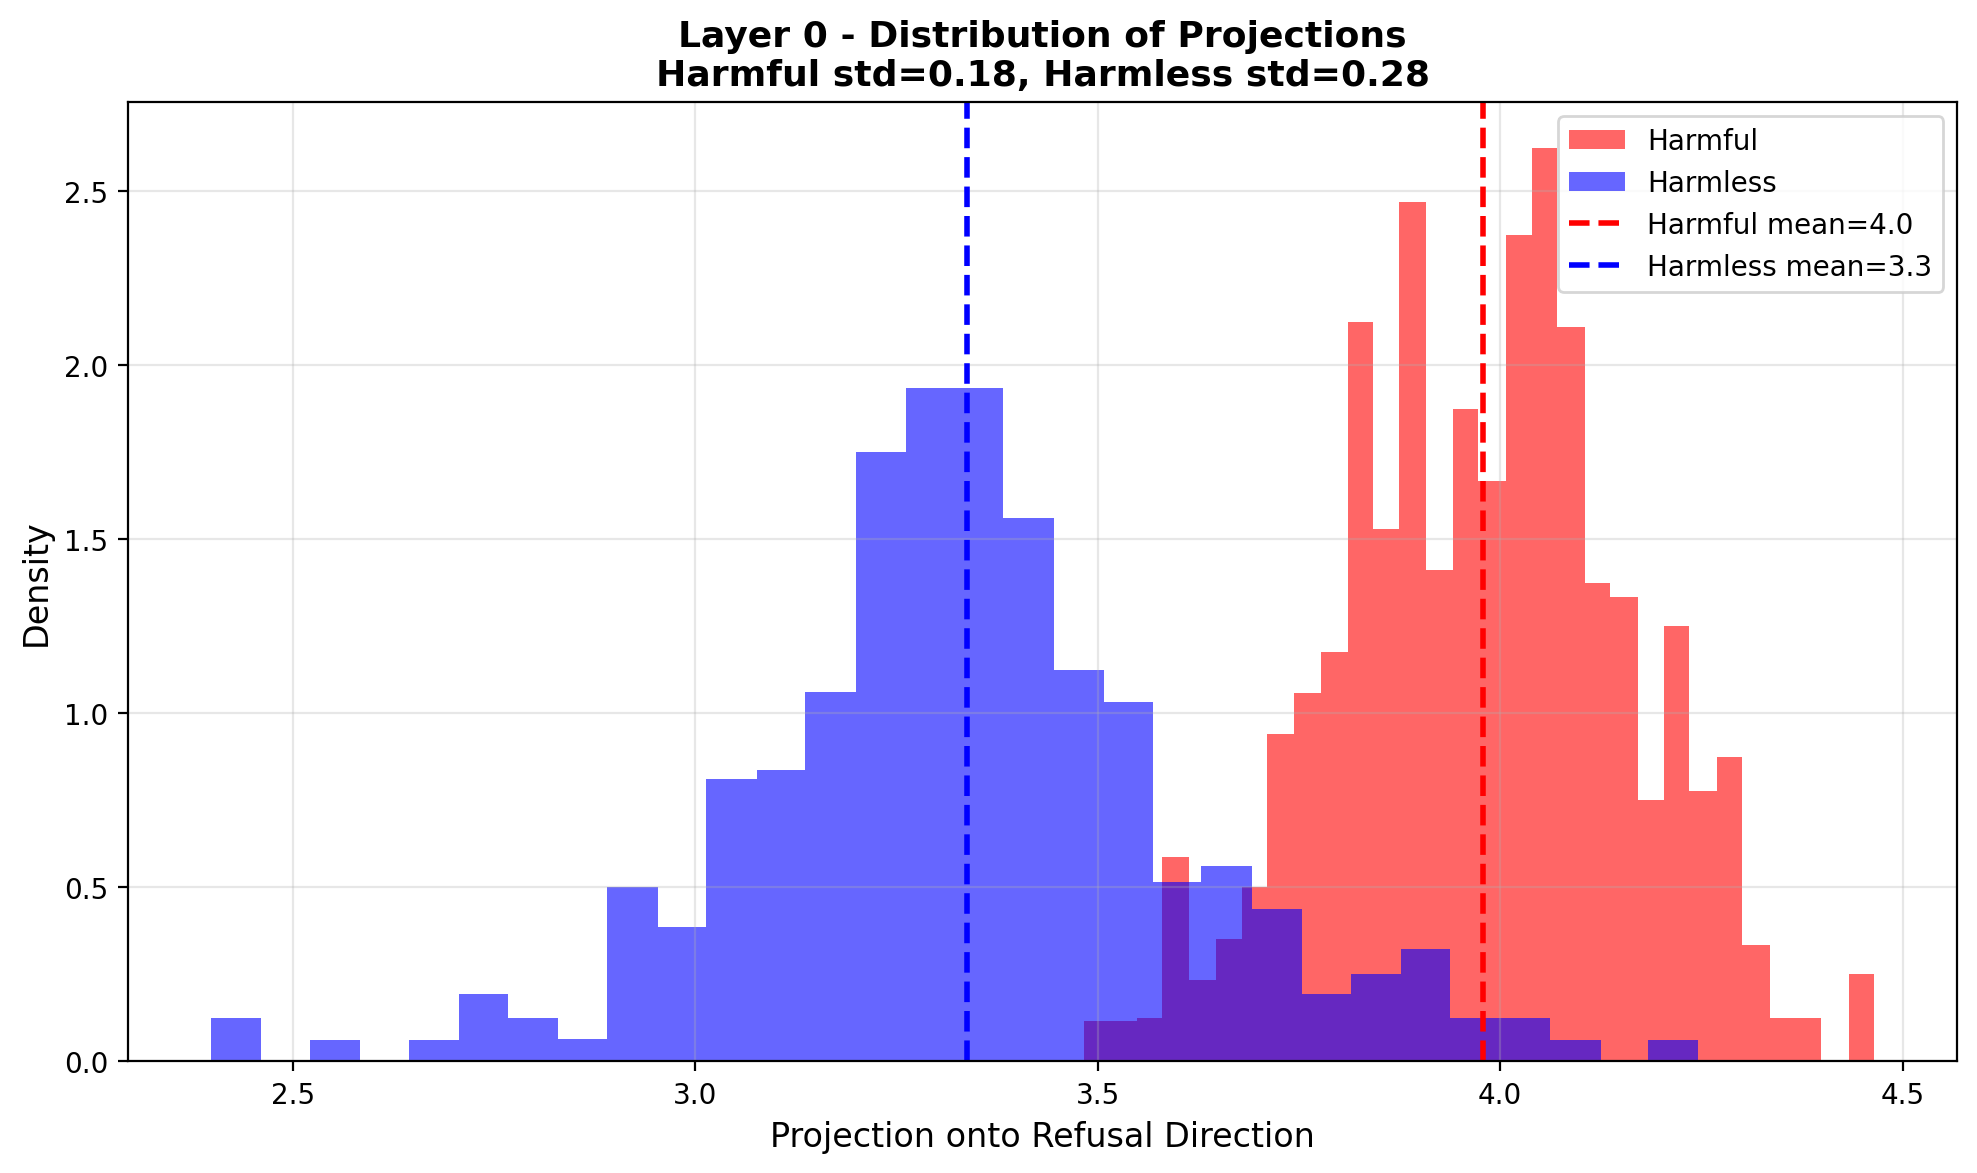 Layer 0 - Distribution of Projections
Harmful std=0.18, Harmless std=0.28
Harmful
Harmless
Harmful mean=4.0
Harmless mean=3.3
Density
2.5
2.0
1.5
1.0
0.5
0.0
2.5 3.0 3.5 4.0 4.5
Projection onto Refusal Direction